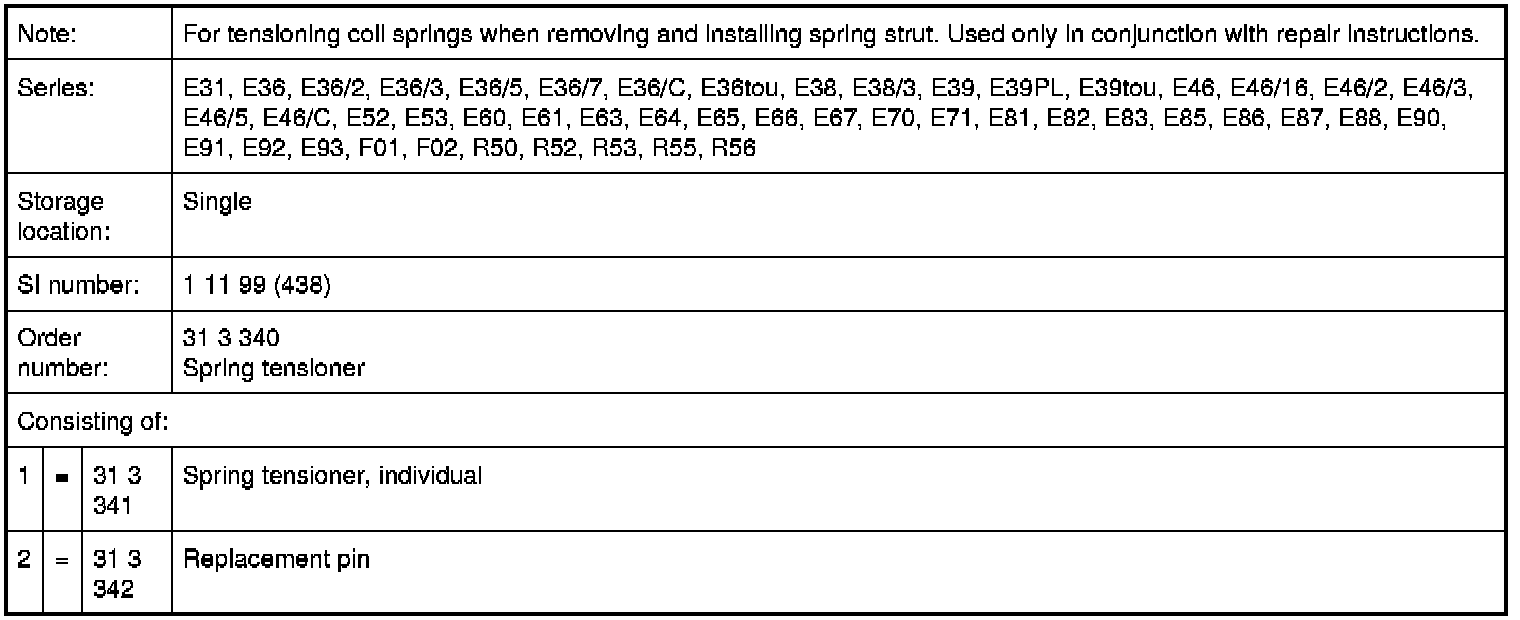 Note: For tensioning coil springs when removing and installing spring strut. Used only in conjunction with repair instructions.
Series: E31, E36, E36/2, E36/3, E36/5, E36/7, E36/C, E36tou, E38, E38/3, E39, E39PL, E39tou, E46, E46/16, E46/2, E46/3,
E46/5, E46/C, E52, E53, E60, E61, E63, E64, E65, E66, E67, E70, E71, E81, E82, E83, E85, E86, E87, E88, E90,
E91, E92, E93, F01, F02, R50, R52, R53, R55, R56
Storage
location:
Single
SI number: 1 11 99 (438)
Order
number:
31 3 340
Spring tensioner
Consisting of:
1 = 31 3
341
Spring tensioner, individual
2 = 31 3
342
Replacement pin